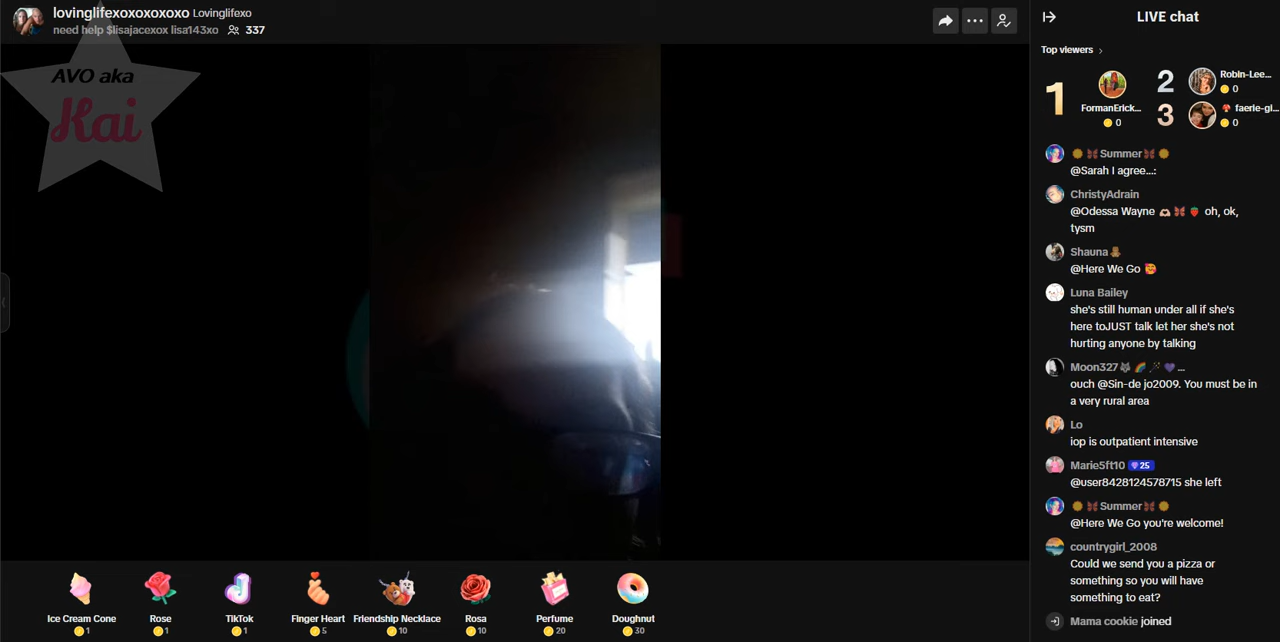 lovinglifexoxoxoxoxo Lovinglifexo
need help $lisajacexox lisa143xo 337
AVO aka
Kai
LIVE chat
Top viewers
1
FormanErick...
0
2
Robin-Lee...
0
3
faerie-gi...
0
Summer
@Sarah I agree...:
ChristyAdrain
@Odessa Wayne oh, ok,
tysm
Shauna
@Here We Go
Luna Bailey
she's still human under all if she's
here toJUST talk let her she's not
hurting anyone by talking
Moon327 ...
ouch @Sin-de jo2009. You must be in
a very rural area
Lo
iop is outpatient intensive
Marie5ft10 25
@user8428124578715 she left
Summer
@Here We Go you're welcome!
countrygirl_2008
Could we send you a pizza or
something so you will have
something to eat?
Mama cookie joined
Ice Cream Cone
1
Rose
1
TikTok
1
Finger Heart
5
Friendship Necklace
10
Rosa
10
Perfume
20
Doughnut
30